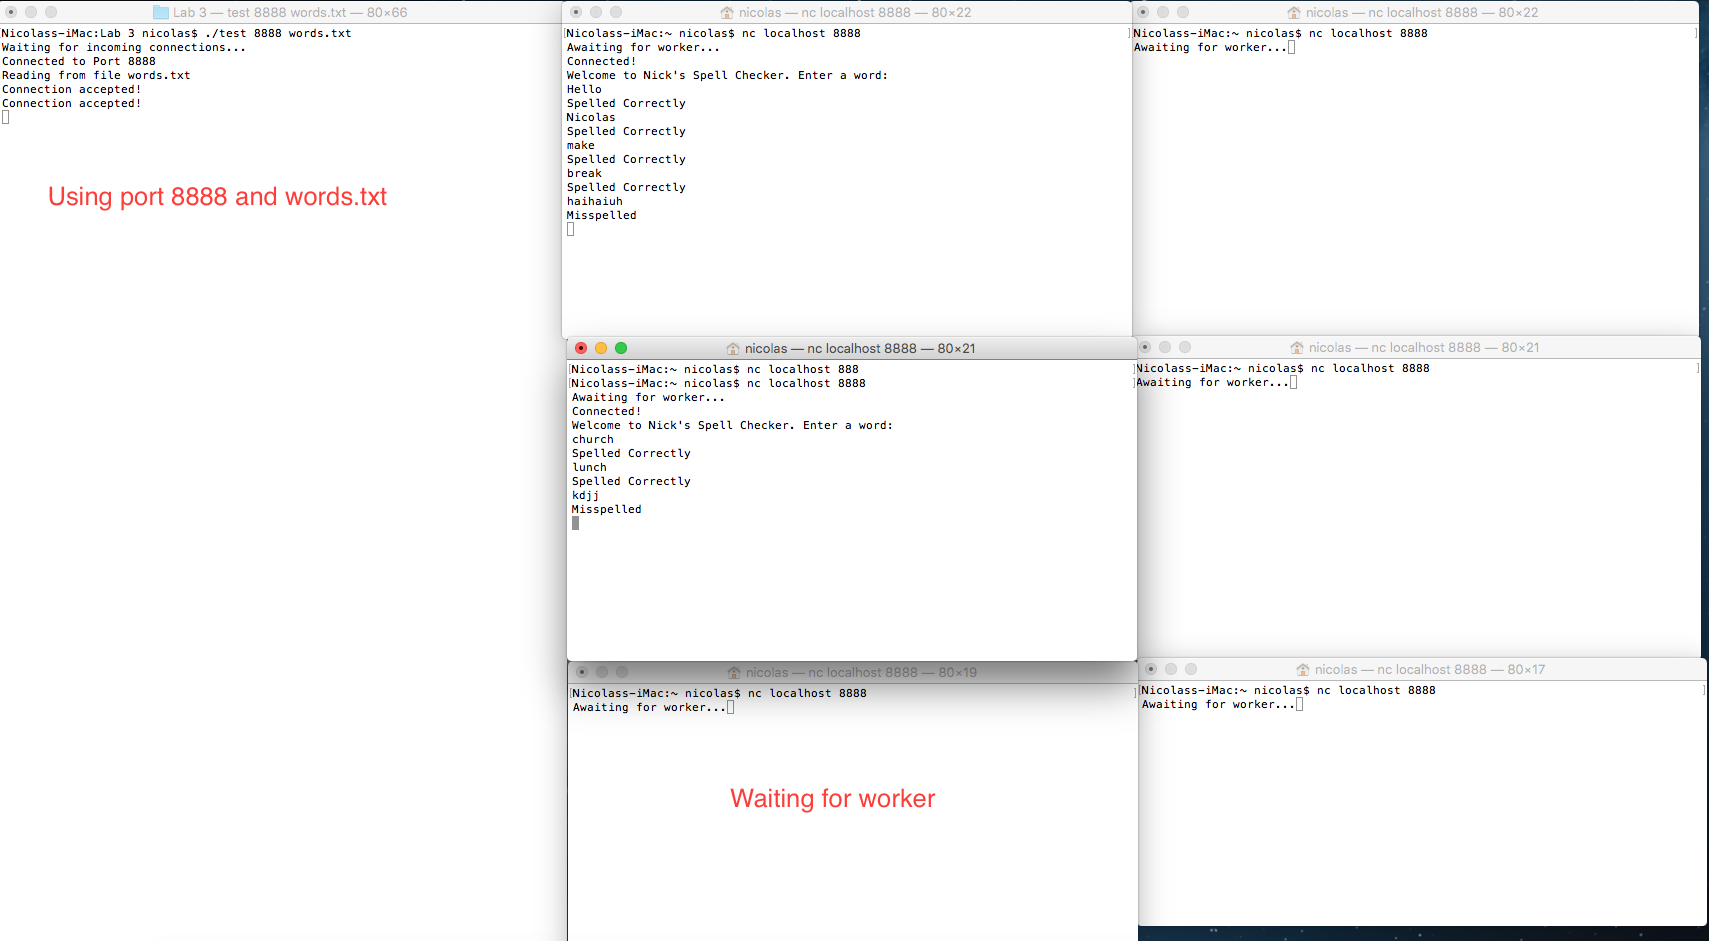 Lab 3 — test 8888 words.txt — 80×66
Nicolass-iMac:Lab 3 nicolas$ ./test 8888 words.txt
Waiting for incoming connections...
Connected to Port 8888
Reading from file words.txt
Connection accepted!
Connection accepted!
Using port 8888 and words.txt
nicolas — nc localhost 8888 — 80×22
Nicolass-iMac:~ nicolas$ nc localhost 8888
Awaiting for worker...
Connected!
Welcome to Nick's Spell Checker. Enter a word:
Hello
Spelled Correctly
Nicolas
Spelled Correctly
make
Spelled Correctly
break
Spelled Correctly
haihaiuh
Misspelled
nicolas — nc localhost 8888 — 80×22
Nicolass-iMac:~ nicolas$ nc localhost 8888
Awaiting for worker...
nicolas — nc localhost 8888 — 80×21
Nicolass-iMac:~ nicolas$ nc localhost 888
Nicolass-iMac:~ nicolas$ nc localhost 8888
Awaiting for worker...
Connected!
Welcome to Nick's Spell Checker. Enter a word:
church
Spelled Correctly
lunch
Spelled Correctly
kdjj
Misspelled
nicolas — nc localhost 8888 — 80×21
Nicolass-iMac:~ nicolas$ nc localhost 8888
Awaiting for worker...
nicolas — nc localhost 8888 — 80×19
Nicolass-iMac:~ nicolas$ nc localhost 8888
Awaiting for worker...
Waiting for worker
nicolas — nc localhost 8888 — 80×17
Nicolass-iMac:~ nicolas$ nc localhost 8888
Awaiting for worker...